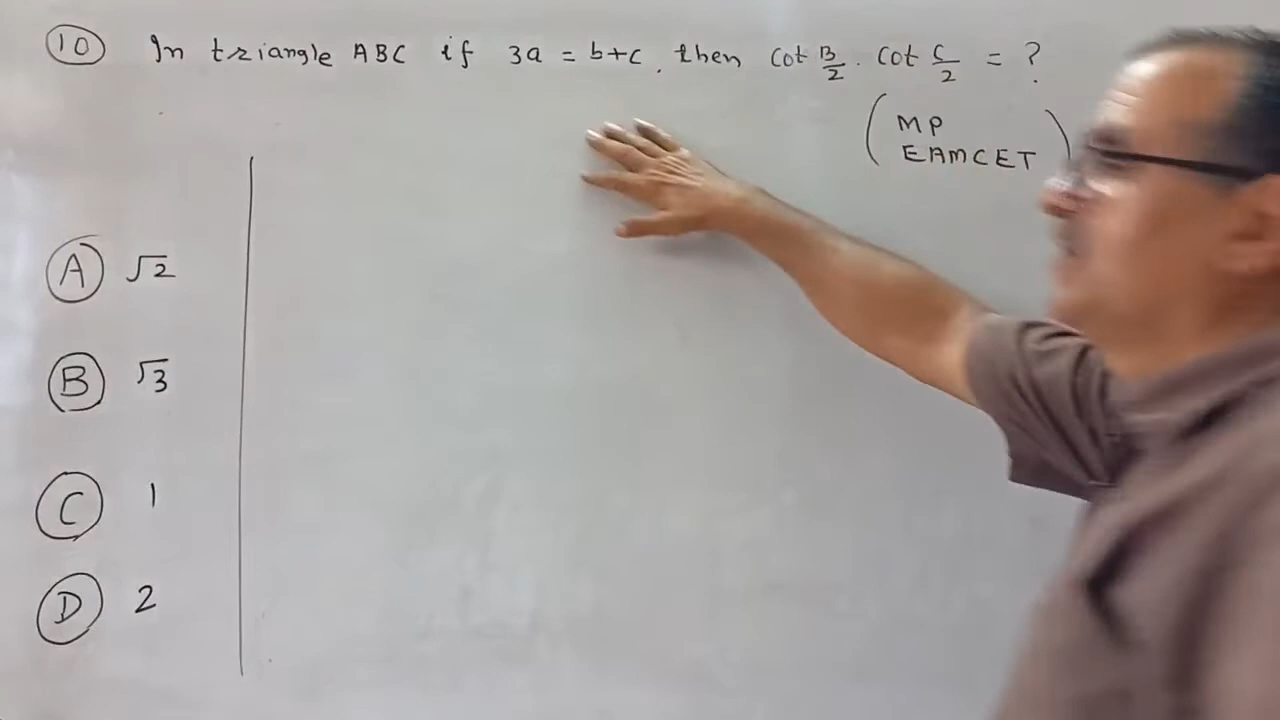 10 In triangle ABC if 3a = b+c, then cot B/2 . cot C/2 = ?
(MP
EAMCET)
A √2
B √3
C 1
D 2